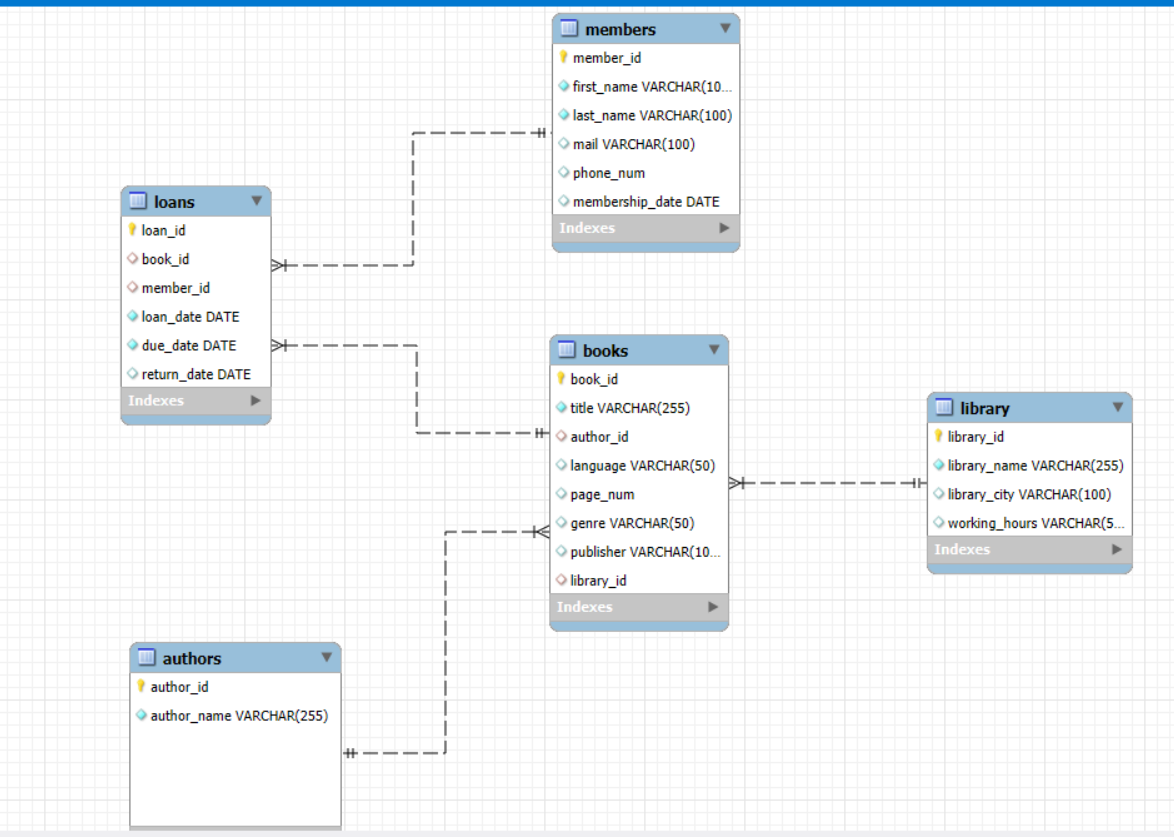 members
member_id
first_name VARCHAR(10...
last_name VARCHAR(100)
mail VARCHAR(100)
phone_num
membership_date DATE
Indexes
loans
loan_id
book_id
member_id
loan_date DATE
due_date DATE
return_date DATE
Indexes
books
book_id
title VARCHAR(255)
author_id
language VARCHAR(50)
page_num
genre VARCHAR(50)
publisher VARCHAR(10...
library_id
Indexes
library
library_id
library_name VARCHAR(255)
library_city VARCHAR(100)
working_hours VARCHAR(5...
Indexes
authors
author_id
author_name VARCHAR(255)